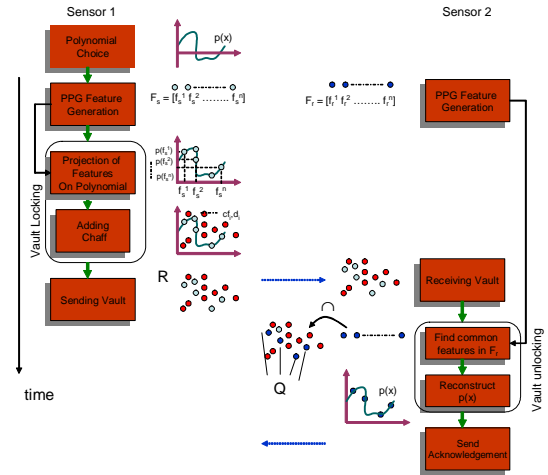 Sensor 1
Sensor 2
Polynomial
Choice
p(x)
PPG Feature
Generation
F_s = [f_s^1 f_s^2 ........ f_s^n]
F_r = [f_r^1 f_r^2 ........ f_r^n]
PPG Feature
Generation
Vault Locking
Projection of
Features
On Polynomial
p(f_s^1)
p(f_s^2)
p(f_s^n)
f_s^1 f_s^2 f_s^n
Adding
Chaff
cf_i,d_i
Sending Vault
R
Receiving Vault
∩
Find common
features in F_r
Q
Reconstruct
p(x)
Vault unlocking
p(x)
time
Send
Acknowledgement